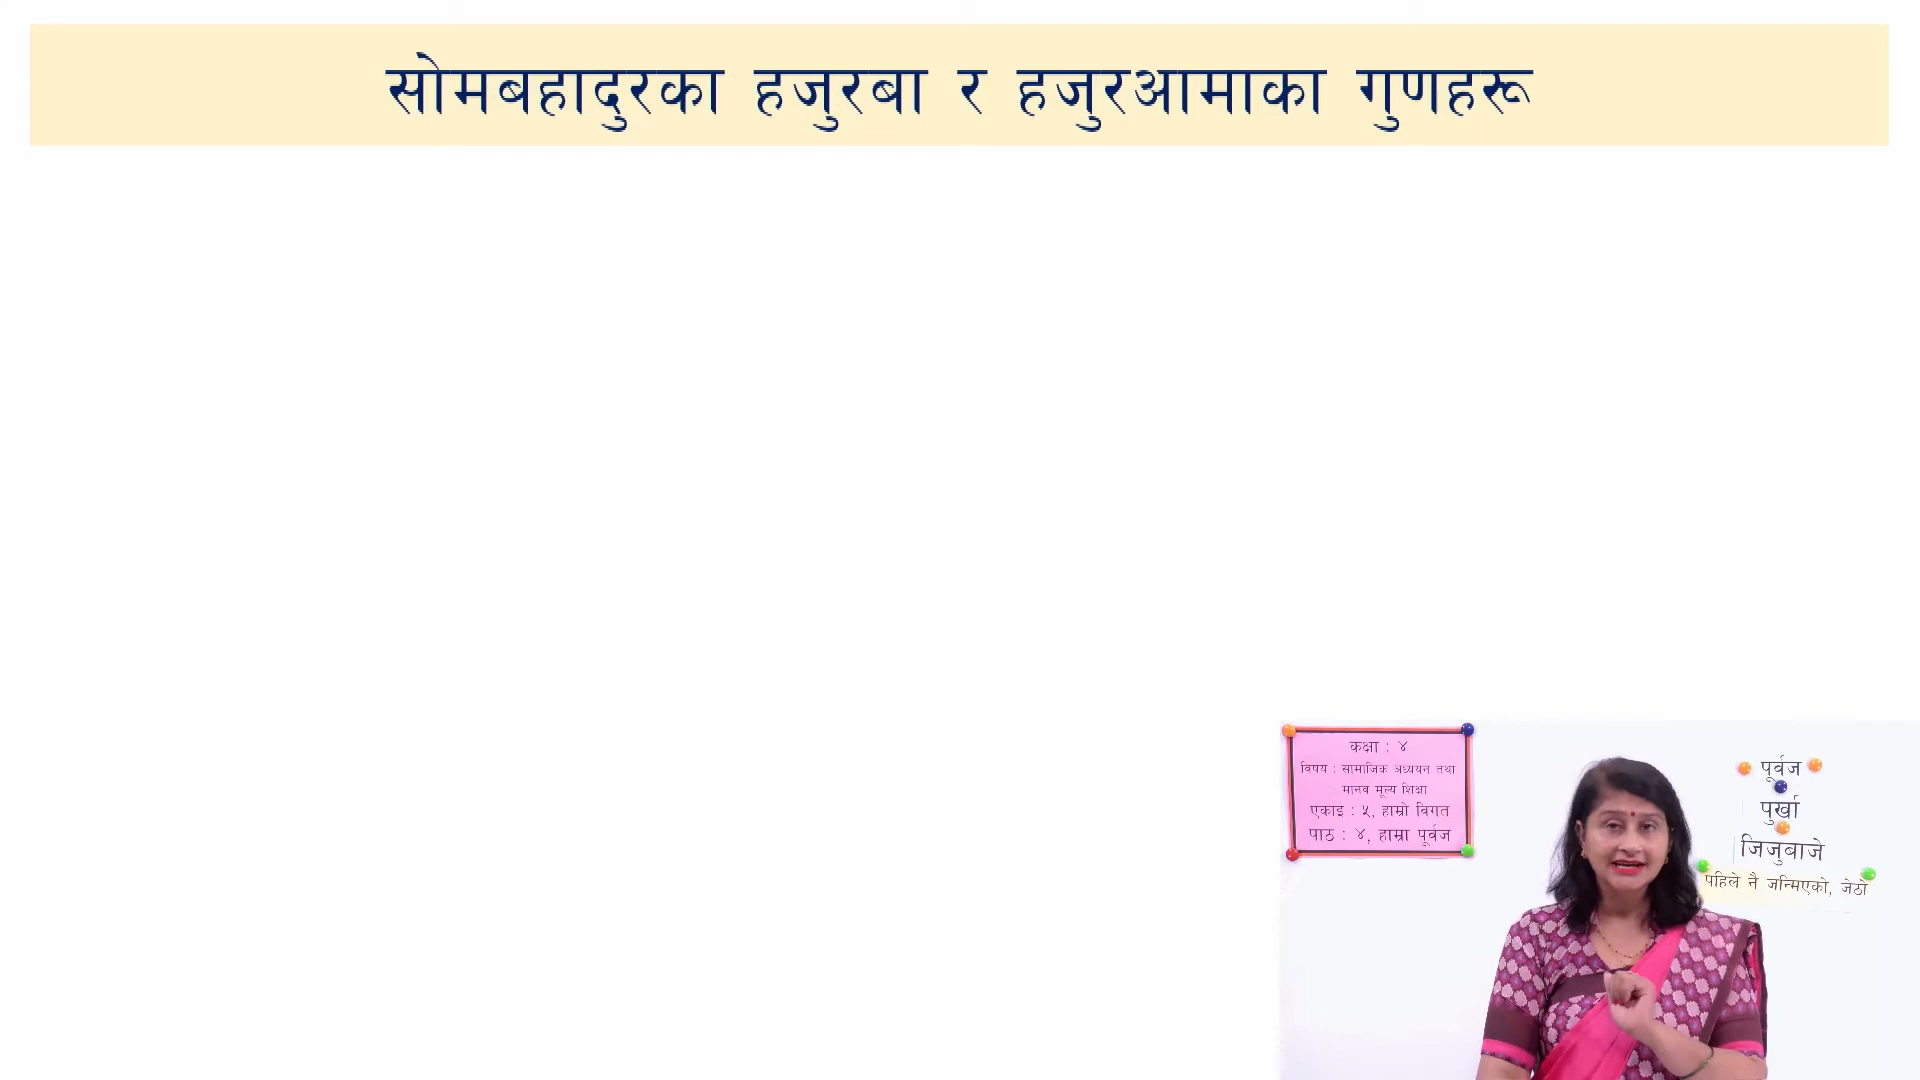 सोमबहादुरका हजुरबा र हजुरआमाका गुणहरू
कक्षा : ४
विषय : सामाजिक अध्ययन तथा
मानव मूल्य शिक्षा
एकाइ : ५, हाम्रो विगत
पाठ : ४, हाम्रा पूर्वज
पूर्वज
पुर्खा
जिजुबाजे
पहिले नै जन्मिएको, जेठो